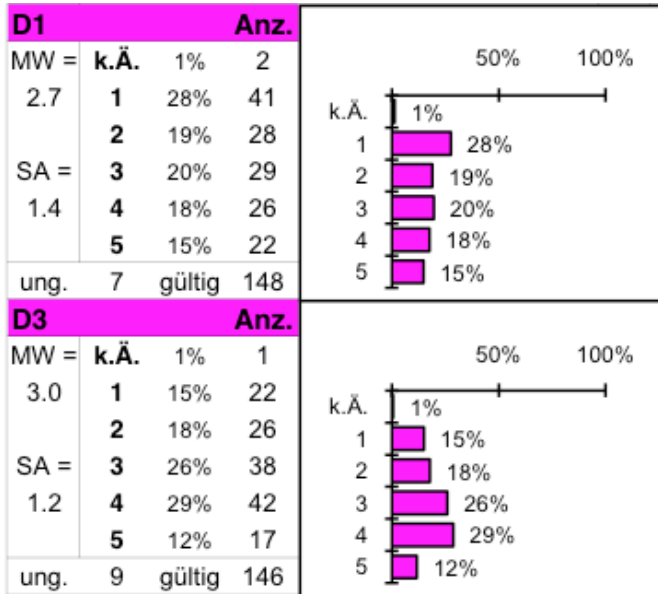 D1 Anz.
MW = k.Ä. 1% 2
2.7 1 28% 41
2 19% 28
SA = 3 20% 29
1.4 4 18% 26
5 15% 22
ung. 7 gültig 148
50% 100%
k.Ä. 1%
1 28%
2 19%
3 20%
4 18%
5 15%
D3 Anz.
MW = k.Ä. 1% 1
3.0 1 15% 22
2 18% 26
SA = 3 26% 38
1.2 4 29% 42
5 12% 17
ung. 9 gültig 146
50% 100%
k.Ä. 1%
1 15%
2 18%
3 26%
4 29%
5 12%